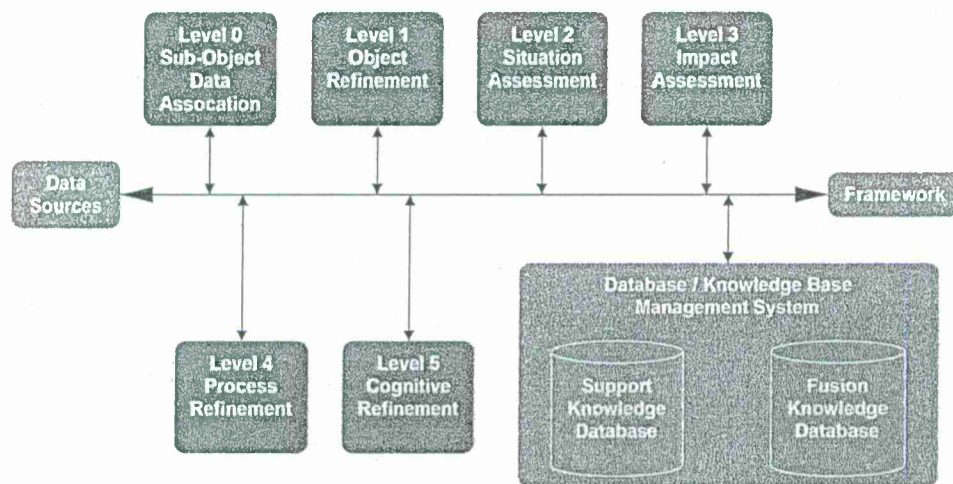 Level 0
Sub-Object
Data
Assocation
Level 1
Object
Refinement
Level 2
Situation
Assessment
Level 3
Impact
Assessment
Data
Sources
Framework
Level 4
Process
Refinement
Level 5
Cognitive
Refinement
Database / Knowledge Base
Management System
Support
Knowledge
Database
Fusion
Knowledge
Database